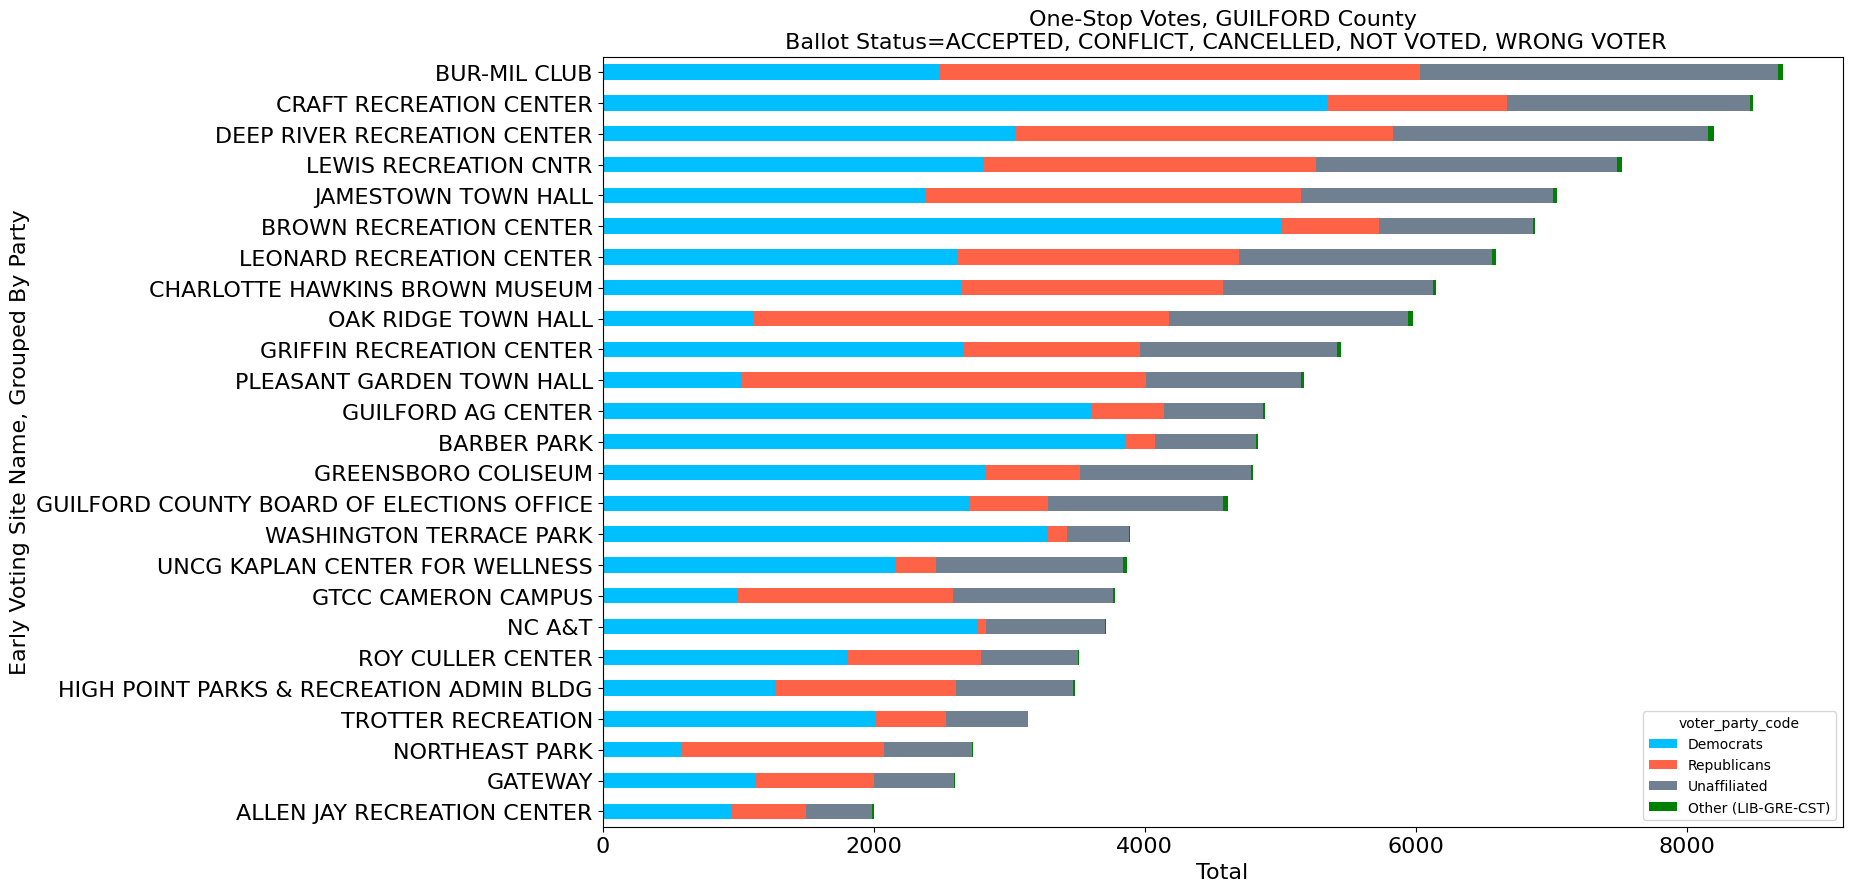 One-Stop Votes, GUILFORD County
Ballot Status=ACCEPTED, CONFLICT, CANCELLED, NOT VOTED, WRONG VOTER
Early Voting Site Name, Grouped By Party
BUR-MIL CLUB
CRAFT RECREATION CENTER
DEEP RIVER RECREATION CENTER
LEWIS RECREATION CNTR
JAMESTOWN TOWN HALL
BROWN RECREATION CENTER
LEONARD RECREATION CENTER
CHARLOTTE HAWKINS BROWN MUSEUM
OAK RIDGE TOWN HALL
GRIFFIN RECREATION CENTER
PLEASANT GARDEN TOWN HALL
GUILFORD AG CENTER
BARBER PARK
GREENSBORO COLISEUM
GUILFORD COUNTY BOARD OF ELECTIONS OFFICE
WASHINGTON TERRACE PARK
UNCG KAPLAN CENTER FOR WELLNESS
GTCC CAMERON CAMPUS
NC A&T
ROY CULLER CENTER
HIGH POINT PARKS & RECREATION ADMIN BLDG
TROTTER RECREATION
NORTHEAST PARK
GATEWAY
ALLEN JAY RECREATION CENTER
voter_party_code
Democrats
Republicans
Unaffiliated
Other (LIB-GRE-CST)
0 2000 4000 6000 8000
Total